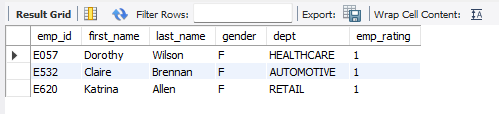 Result Grid Filter Rows: Export: Wrap Cell Content:
emp_id first_name last_name gender dept emp_rating
E057 Dorothy Wilson F HEALTHCARE 1
E532 Claire Brennan F AUTOMOTIVE 1
E620 Katrina Allen F RETAIL 1